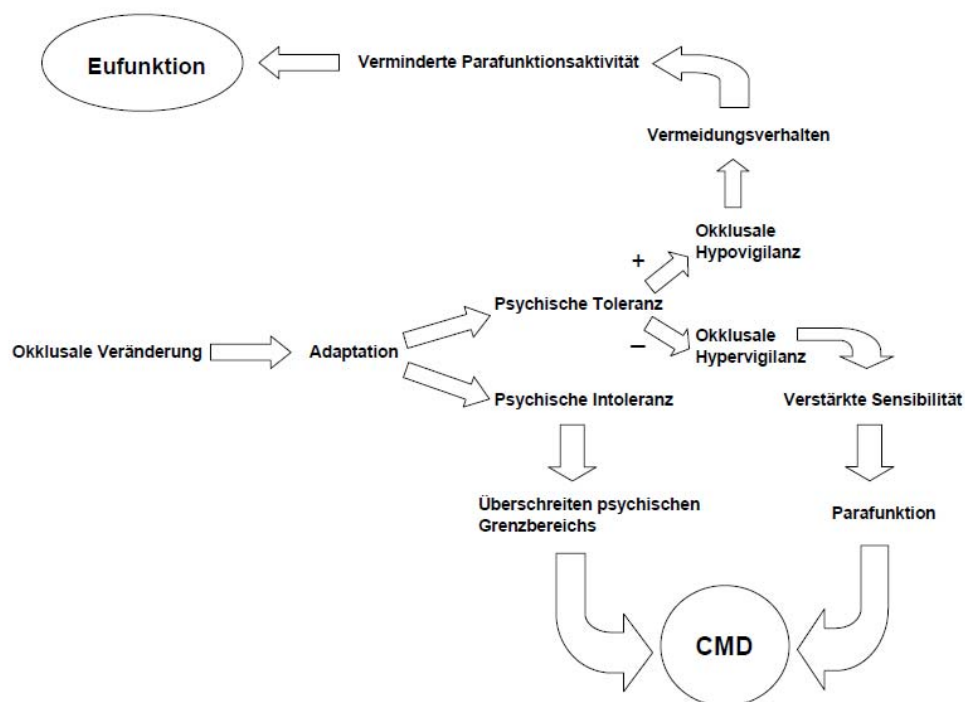 Eufunktion
Verminderte Parafunktionsaktivität
Vermeidungsverhalten
Okklusale
Hypovigilanz
+
Psychische Toleranz
–
Okklusale
Hypervigilanz
Okklusale Veränderung
Adaptation
Psychische Intoleranz
Verstärkte Sensibilität
Überschreiten psychischen
Grenzbereichs
Parafunktion
CMD